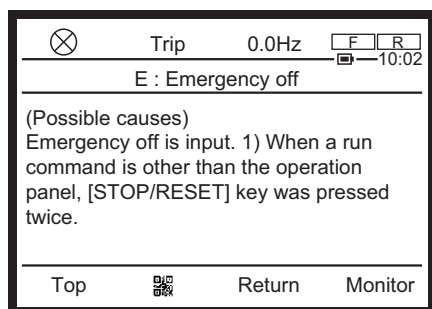 Trip 0.0Hz F R
10:02
E : Emergency off
(Possible causes)
Emergency off is input. 1) When a run
command is other than the operation
panel, [STOP/RESET] key was pressed
twice.
Top Return Monitor